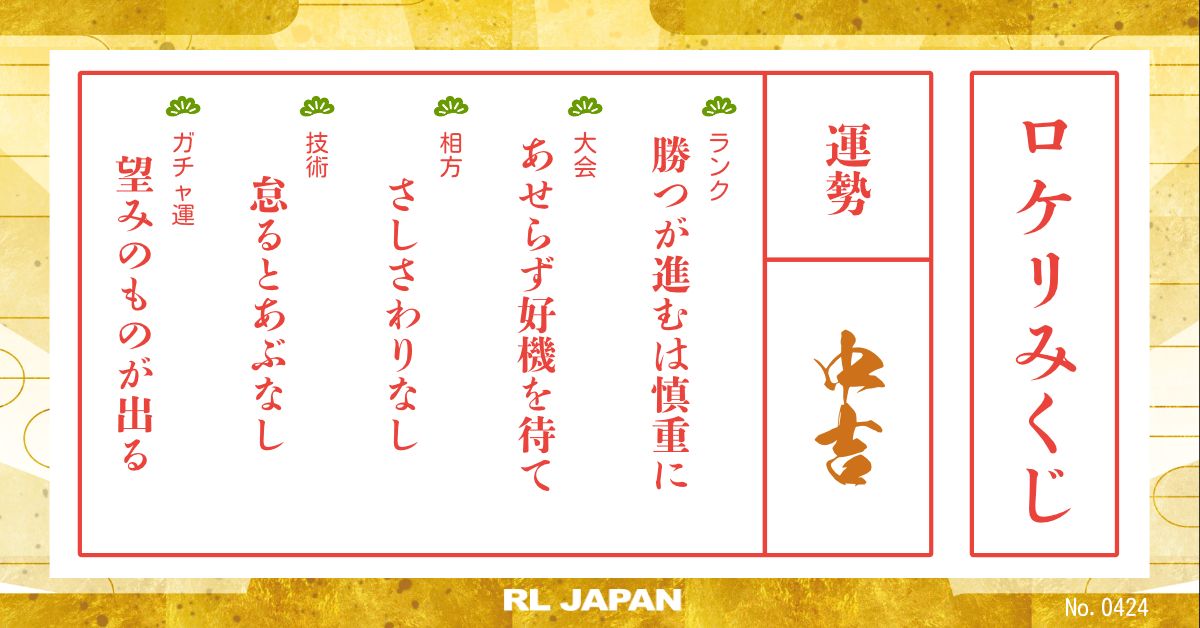 ロケリみくじ
運勢
中吉
ランク
勝つが進むは慎重に
大会
あせらず好機を待て
相方
さしさわりなし
技術
怠るとあぶなし
ガチャ運
望みのものが出る
RL JAPAN
No. 0424